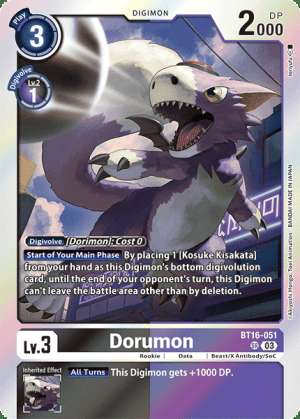 DIGIMON
Play
3
DP
2000
Digivolve
Lv.2
1
Digivolve [Dorimon]: Cost 0
Start of Your Main Phase By placing 1 [Kosuke Kisakata]
from your hand as this Digimon's bottom digivolution
card, until the end of your opponent's turn, this Digimon
can't leave the battle area other than by deletion.
BT16-051
Lv.3
Dorumon
03
Rookie Data Beast/X Antibody/SoC
Inherited Effect
All Turns This Digimon gets +1000 DP.